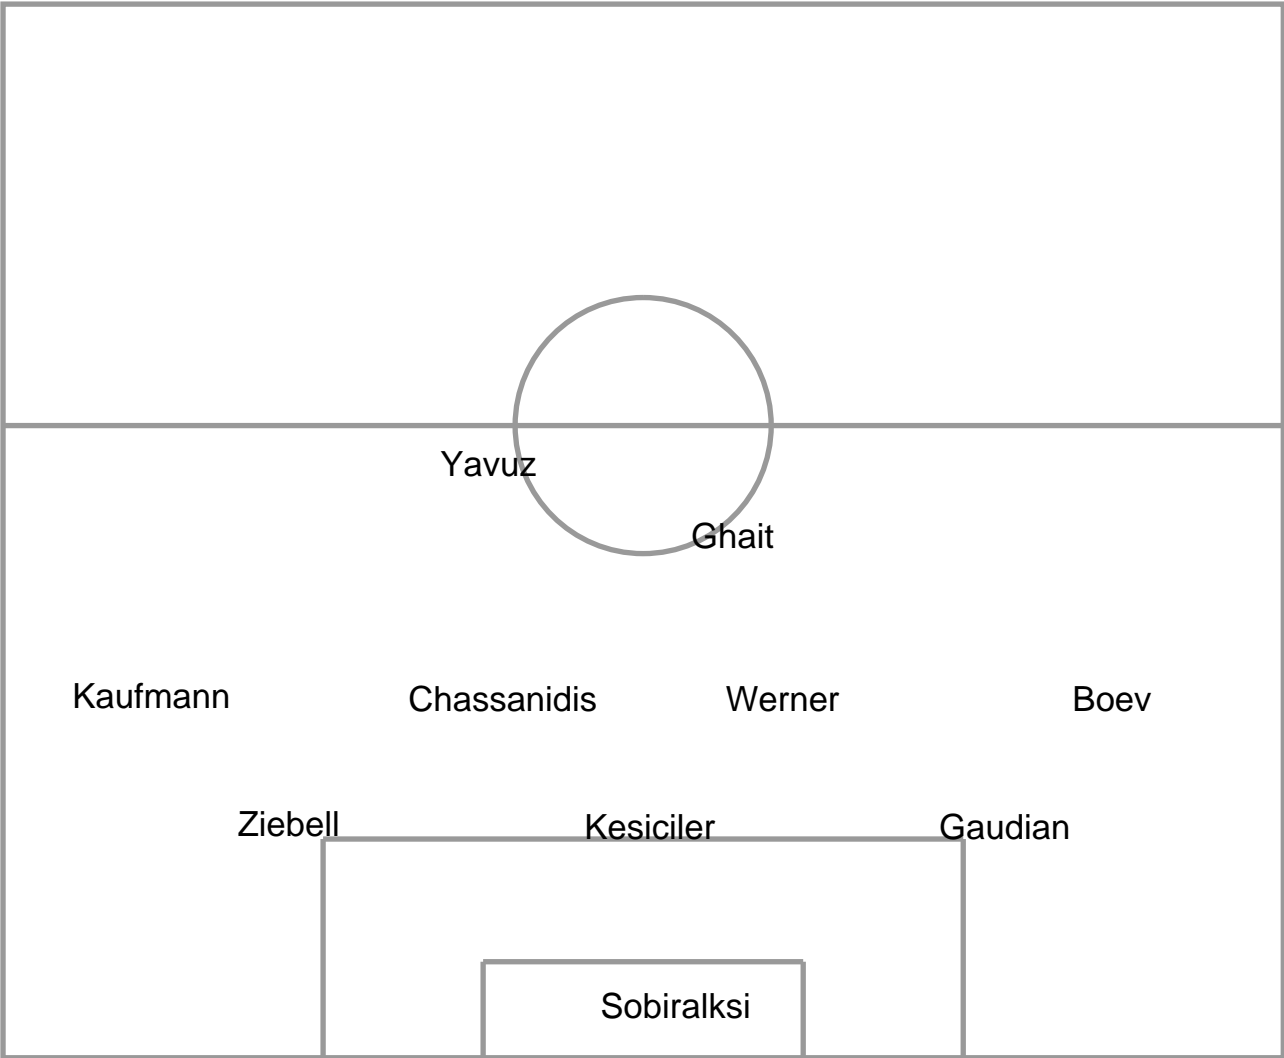 Yavuz
Ghait
Kaufmann Chassanidis Werner Boev
Ziebell Kesiciler Gaudian
Sobiralksi